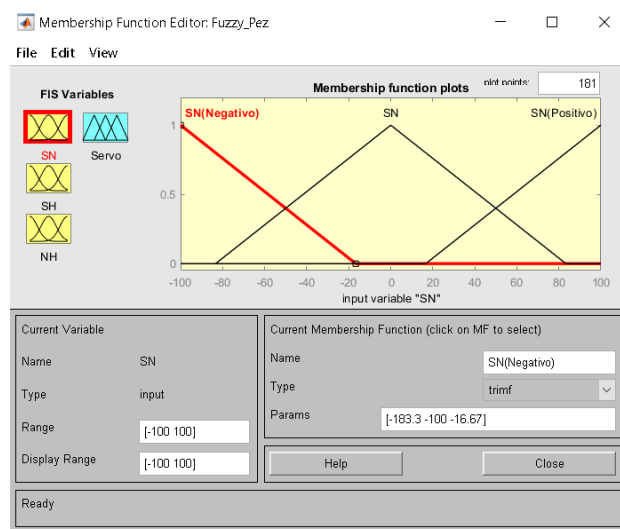 Membership Function Editor: Fuzzy_Pez
File Edit View
FIS Variables
SN
Servo
SH
NH
Membership function plots
plot points:
181
SN(Negativo)
SN
SN(Positivo)
1
0.5
0
-100 -80 -60 -40 -20 0 20 40 60 80 100
input variable "SN"
Current Variable
Name SN
Type input
Range [-100 100]
Display Range [-100 100]
Current Membership Function (click on MF to select)
Name SN(Negativo)
Type trimf
Params [-183.3 -100 -16.67]
Help Close
Ready